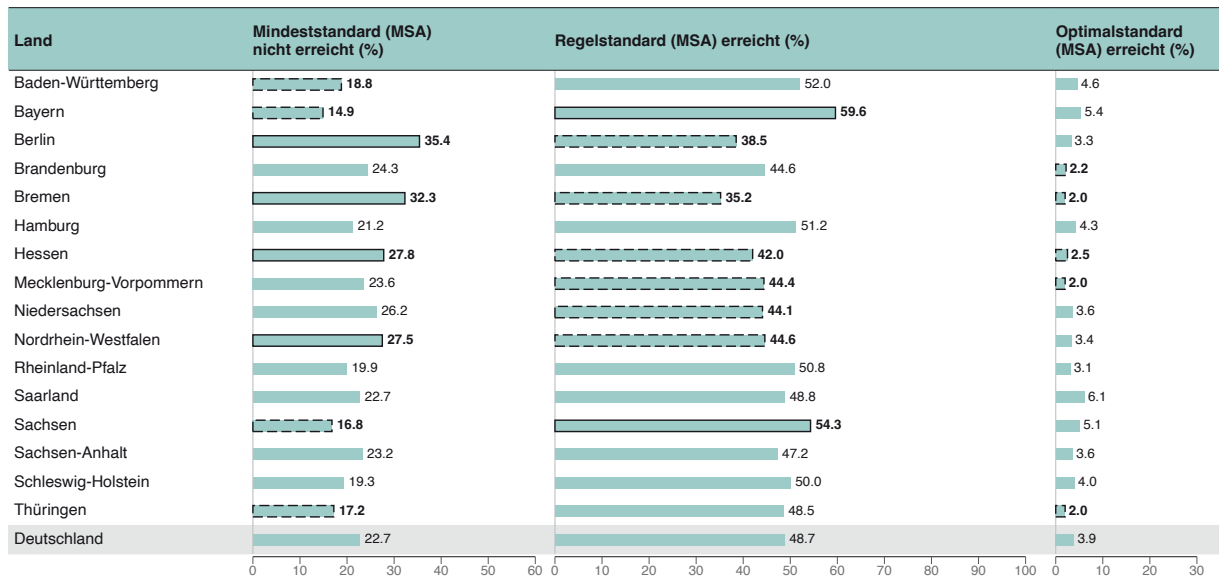 Land Mindeststandard (MSA) nicht erreicht (%) Regelstandard (MSA) erreicht (%) Optimalstandard (MSA) erreicht (%)
Baden-Württemberg 18.8 52.0 4.6
Bayern 14.9 59.6 5.4
Berlin 35.4 38.5 3.3
Brandenburg 24.3 44.6 2.2
Bremen 32.3 35.2 2.0
Hamburg 21.2 51.2 4.3
Hessen 27.8 42.0 2.5
Mecklenburg-Vorpommern 23.6 44.4 2.0
Niedersachsen 26.2 44.1 3.6
Nordrhein-Westfalen 27.5 44.6 3.4
Rheinland-Pfalz 19.9 50.8 3.1
Saarland 22.7 48.8 6.1
Sachsen 16.8 54.3 5.1
Sachsen-Anhalt 23.2 47.2 3.6
Schleswig-Holstein 19.3 50.0 4.0
Thüringen 17.2 48.5 2.0
Deutschland 22.7 48.7 3.9
0 10 20 30 40 50 60 0 10 20 30 40 50 60 70 80 90 100 0 10 20 30